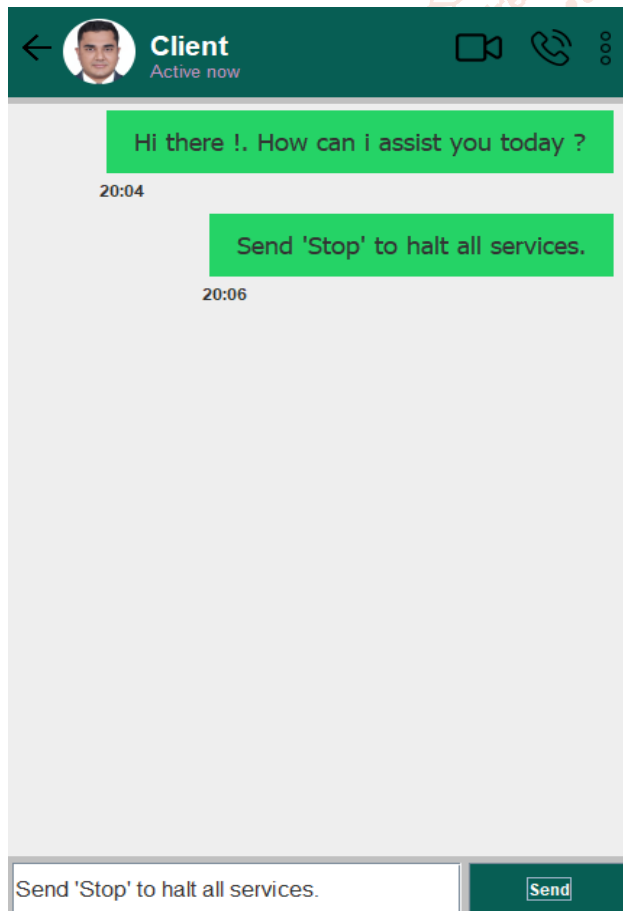 Client
Active now
Hi there !. How can i assist you today ?
20:04
Send 'Stop' to halt all services.
20:06
Send 'Stop' to halt all services.
Send